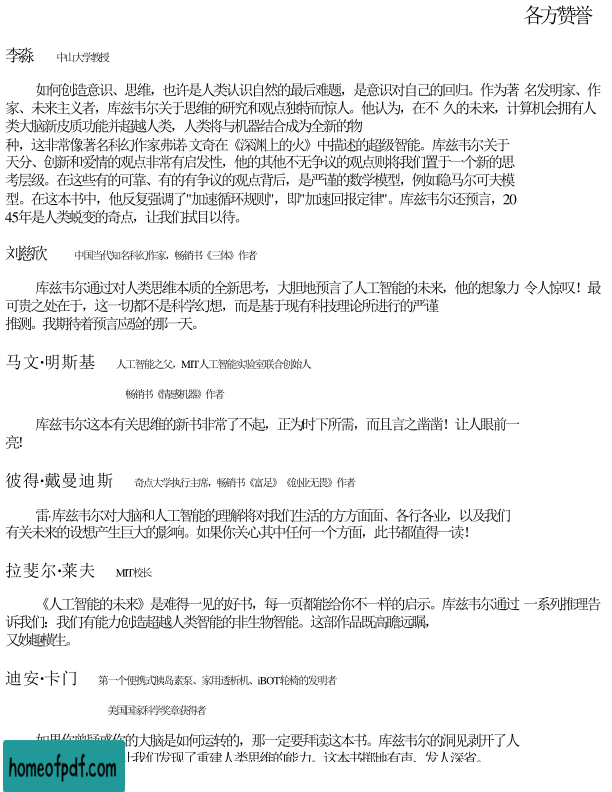 各方赞誉
李淼 中山大学教授
如何创造意识、思维，也许是人类认识自然的最后难题，是意识对自己的回归。作为著 名发明家、作
家、未来主义者，库兹韦尔关于思维的研究和观点独特而惊人。他认为，在不 久的未来，计算机会拥有人
类大脑新皮质功能并超越人类，人类将与机器结合成为全新的物
种，这非常像著名科幻作家弗诺·文奇在《深渊上的火》中描述的超级智能。库兹韦尔关于
天分、创新和爱情的观点非常有启发性，他的其他不无争议的观点则将我们置于一个新的思
考层级。在这些有的可靠、有的有争议的观点背后，是严谨的数学模型，例如隐马尔可夫模
型。在这本书中，他反复强调了"加速循环规则"，即"加速回报定律"。库兹韦尔还预言，20
45年是人类蜕变的奇点，让我们拭目以待。
刘慈欣 中国当代知名科幻作家，畅销书《三体》作者
库兹韦尔通过对人类思维本质的全新思考，大胆地预言了人工智能的未来，他的想象力 令人惊叹！最
可贵之处在于，这一切都不是科学幻想，而是基于现有科技理论所进行的严谨
推测。我期待着预言应验的那一天。
马文·明斯基 人工智能之父，MIT人工智能实验室联合创始人
畅销书《情感机器》作者
库兹韦尔这本有关思维的新书非常了不起，正为时下所需，而且言之凿凿！让人眼前一
亮!
彼得·戴曼迪斯 奇点大学执行主席，畅销书《富足》《创业无畏》作者
雷·库兹韦尔对大脑和人工智能的理解将对我们生活的方方面面、各行各业，以及我们
有关未来的设想产生巨大的影响。如果你关心其中任何一个方面，此书都值得一读！
拉斐尔·莱夫 MIT校长
《人工智能的未来》是难得一见的好书，每一页都能给你不一样的启示。库兹韦尔通过 一系列推理告
诉我们：我们有能力创造超越人类智能的非生物智能。这部作品既高瞻远瞩，
又妙趣横生。
迪安·卡门 第一个便携式胰岛素泵、家用透析机、iBOT轮椅的发明者
美国国家科学奖章获得者
如果你曾疑惑你的大脑是如何运转的，那一定要拜读这本书。库兹韦尔的洞见剥开了人
让我们发现了重建人类思维的能力。这本书掷地有声、发人深省。
homeofpdf.com